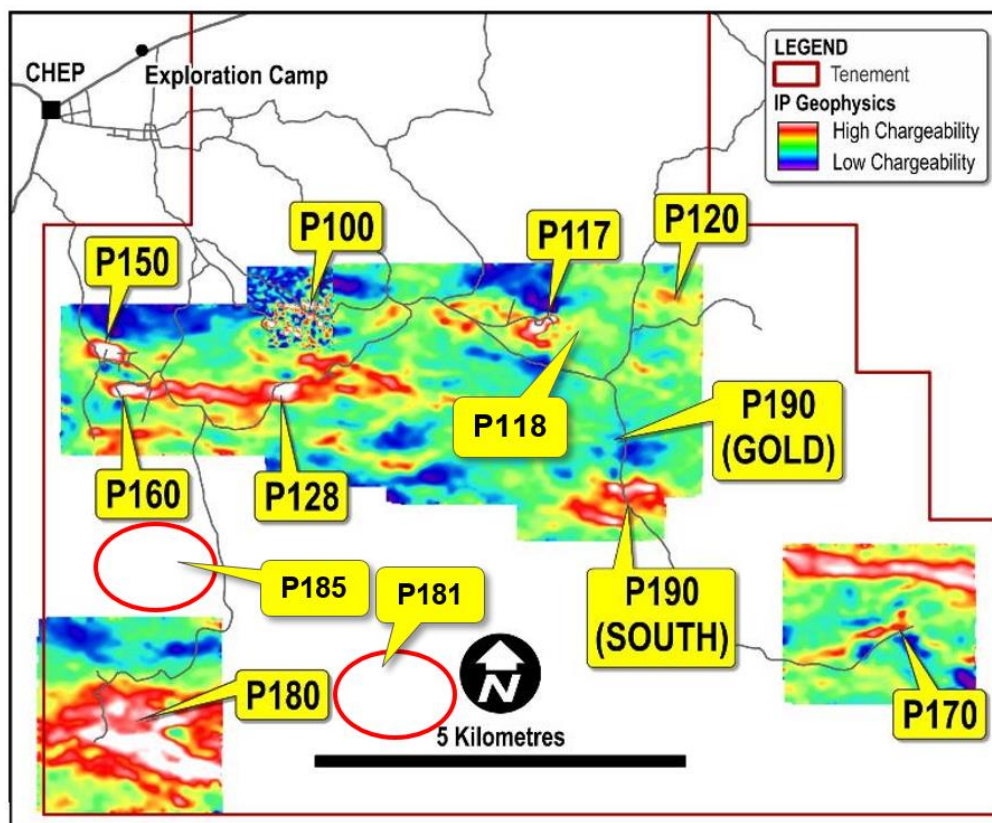 LEGEND
Tenement
IP Geophysics
High Chargeability
Low Chargeability
CHEP
Exploration Camp
P150
P100
P117
P120
P118
P190
(GOLD)
P160
P128
P185
P181
P190
(SOUTH)
P180
P170
N
5 Kilometres